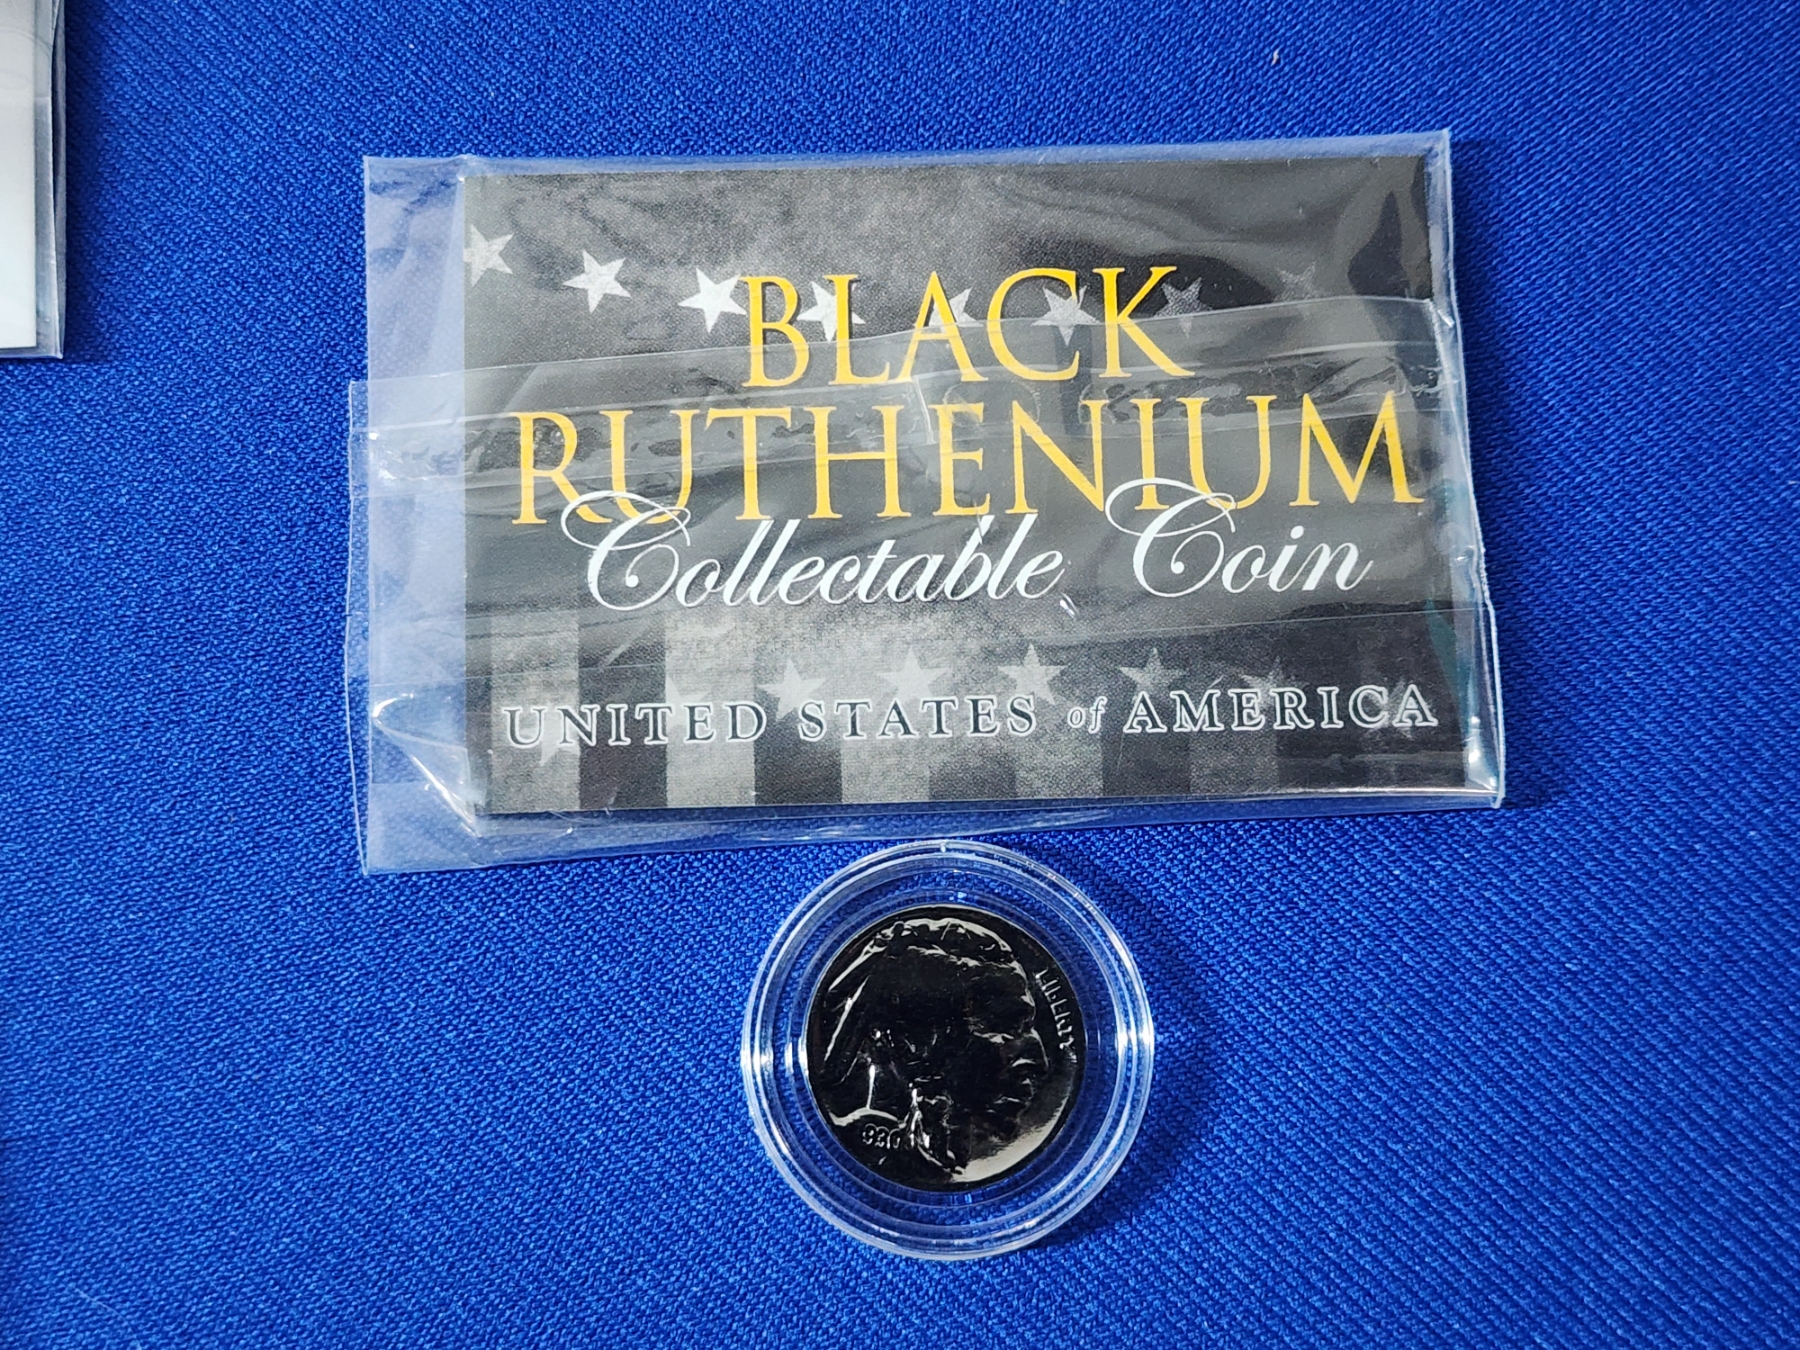 BLACK
RUTHENIUM
Collectable Coin
UNITED STATES of AMERICA
LIBERTY